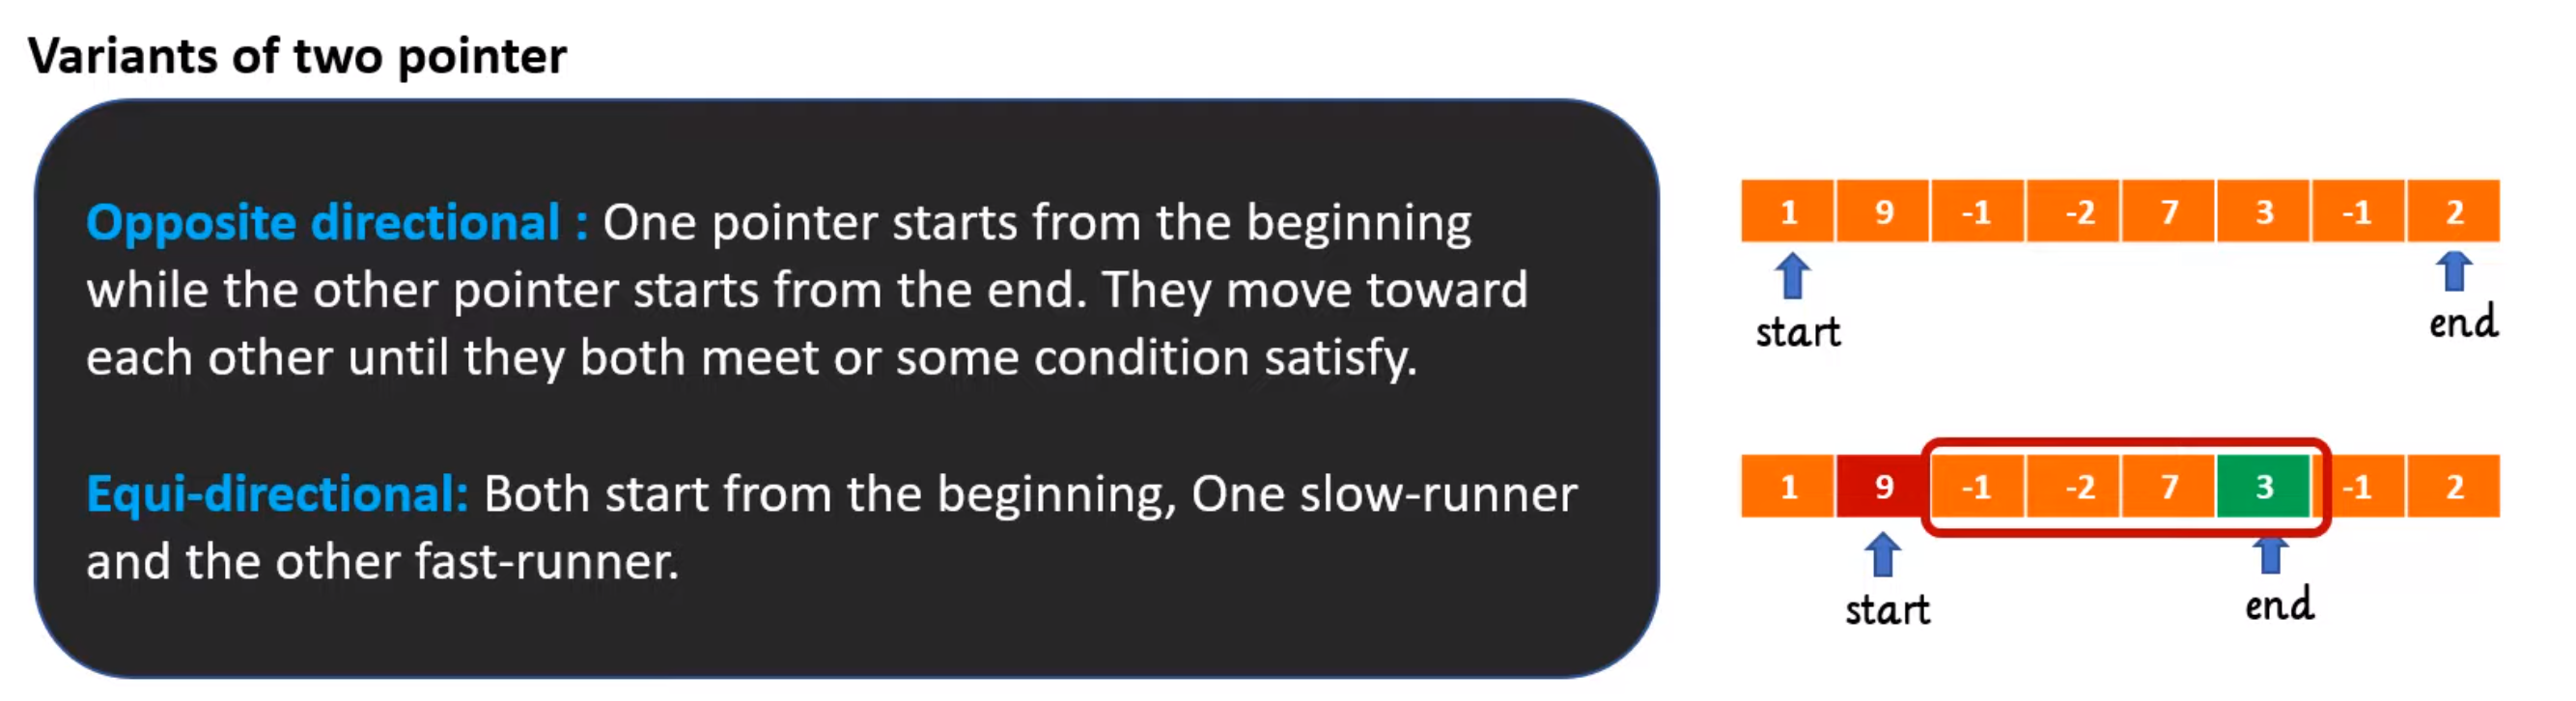 Variants of two pointer
Opposite directional : One pointer starts from the beginning
while the other pointer starts from the end. They move toward
each other until they both meet or some condition satisfy.
Equi-directional: Both start from the beginning, One slow-runner
and the other fast-runner.
1 9 -1 -2 7 3 -1 2
start end
1 9 -1 -2 7 3 -1 2
start end